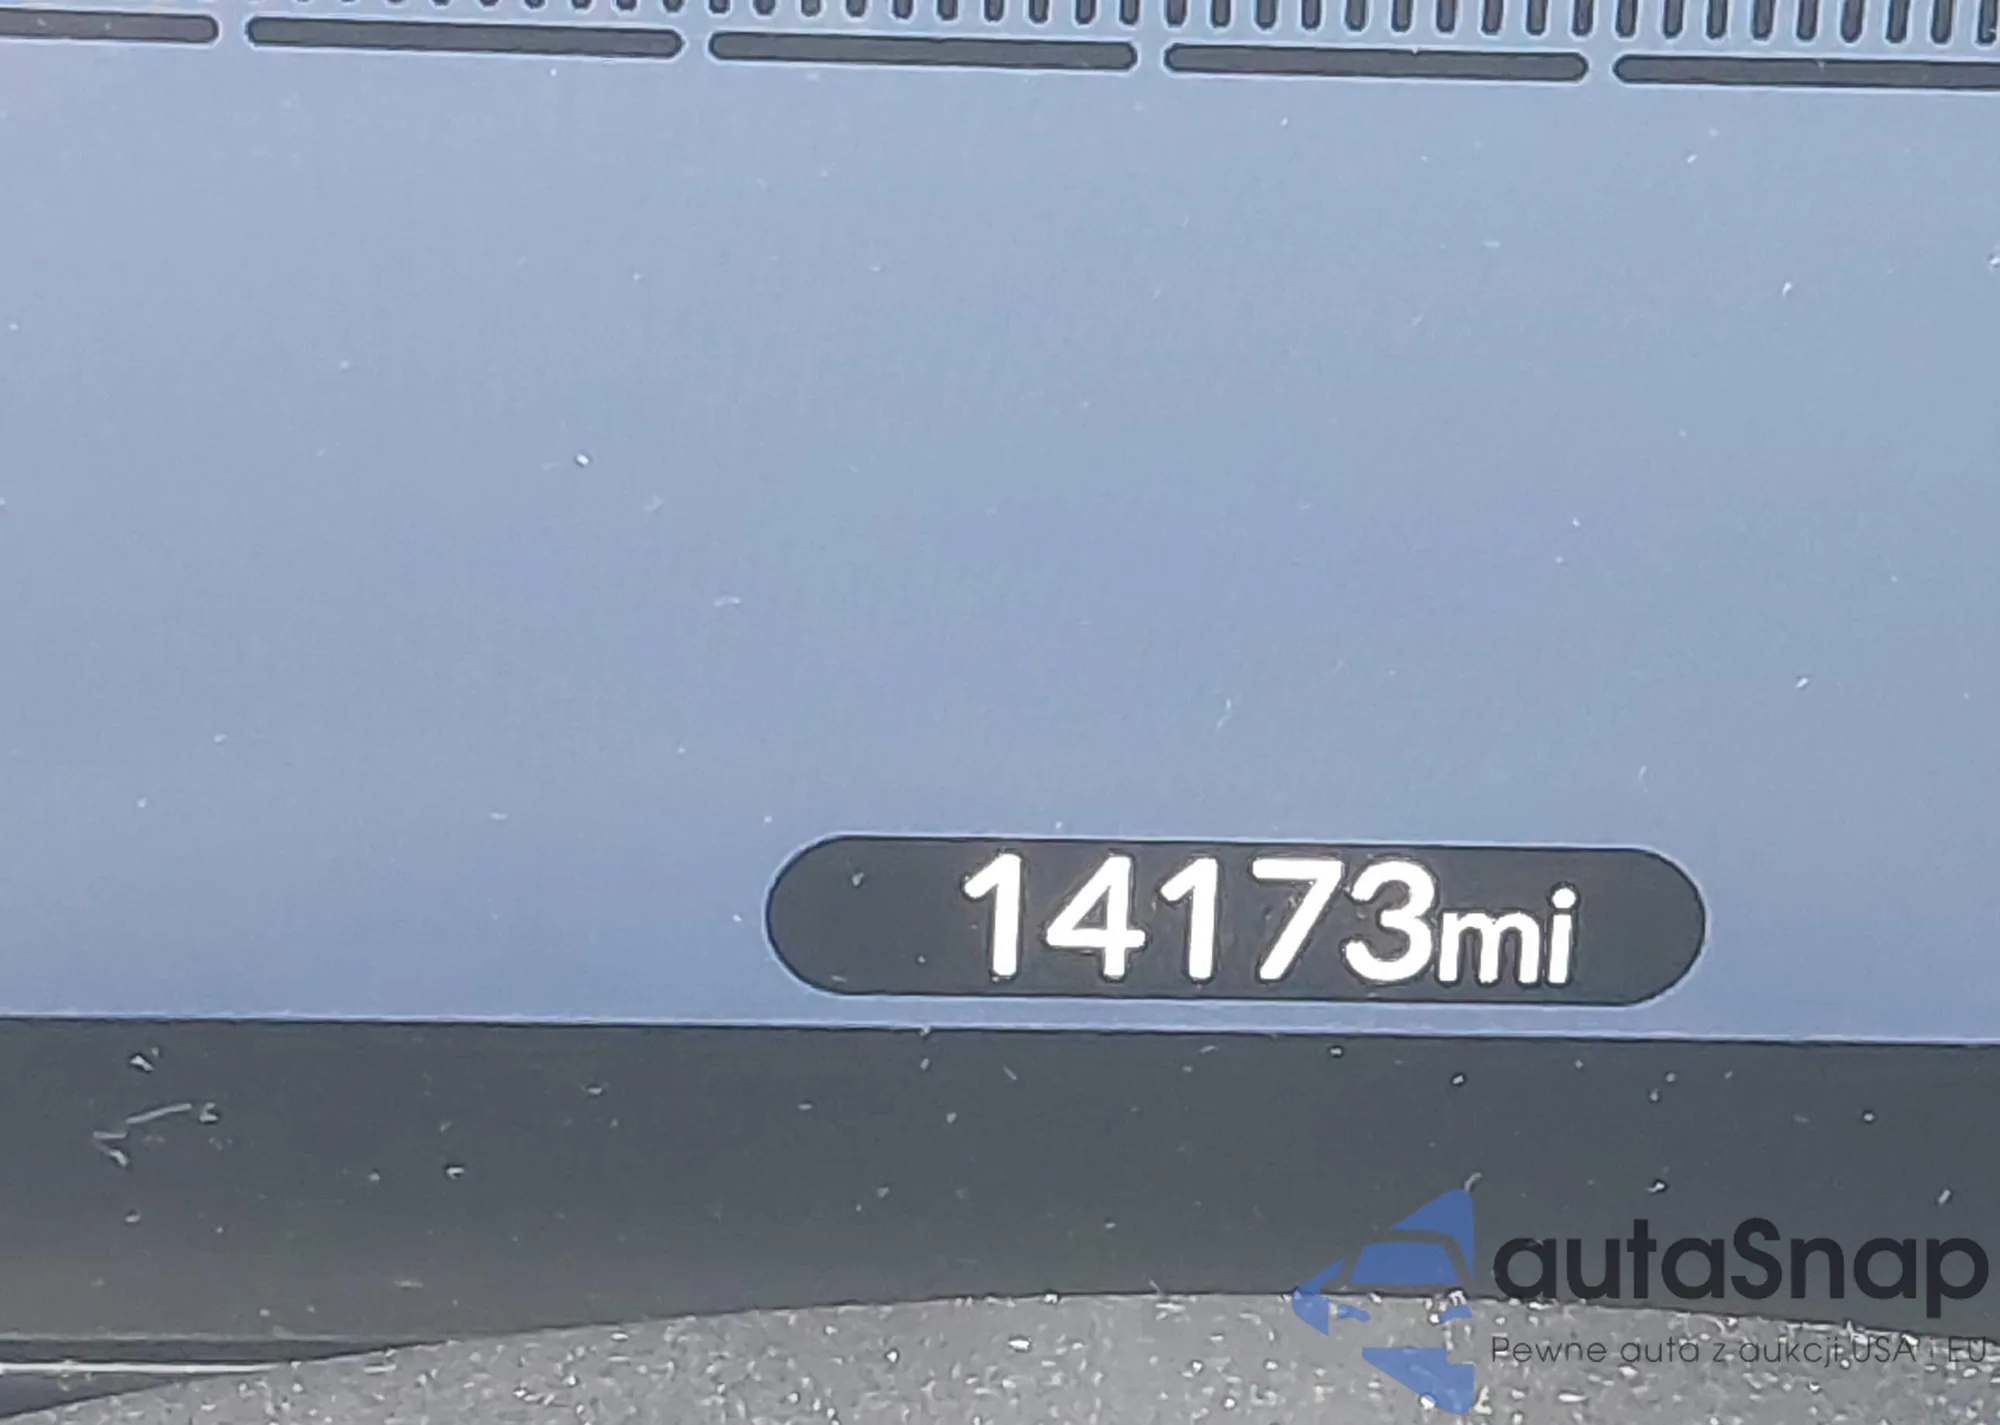 14173mi
autaSnap
Pewne auta z aukcji USA i EU